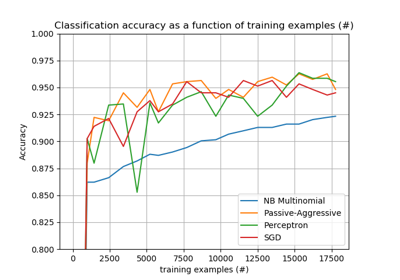 Classification accuracy as a function of training examples (#)
1.000
0.975
0.950
0.925
0.900
0.875
0.850
0.825
0.800
Accuracy
0 2500 5000 7500 10000 12500 15000 17500
training examples (#)
NB Multinomial
Passive-Aggressive
Perceptron
SGD